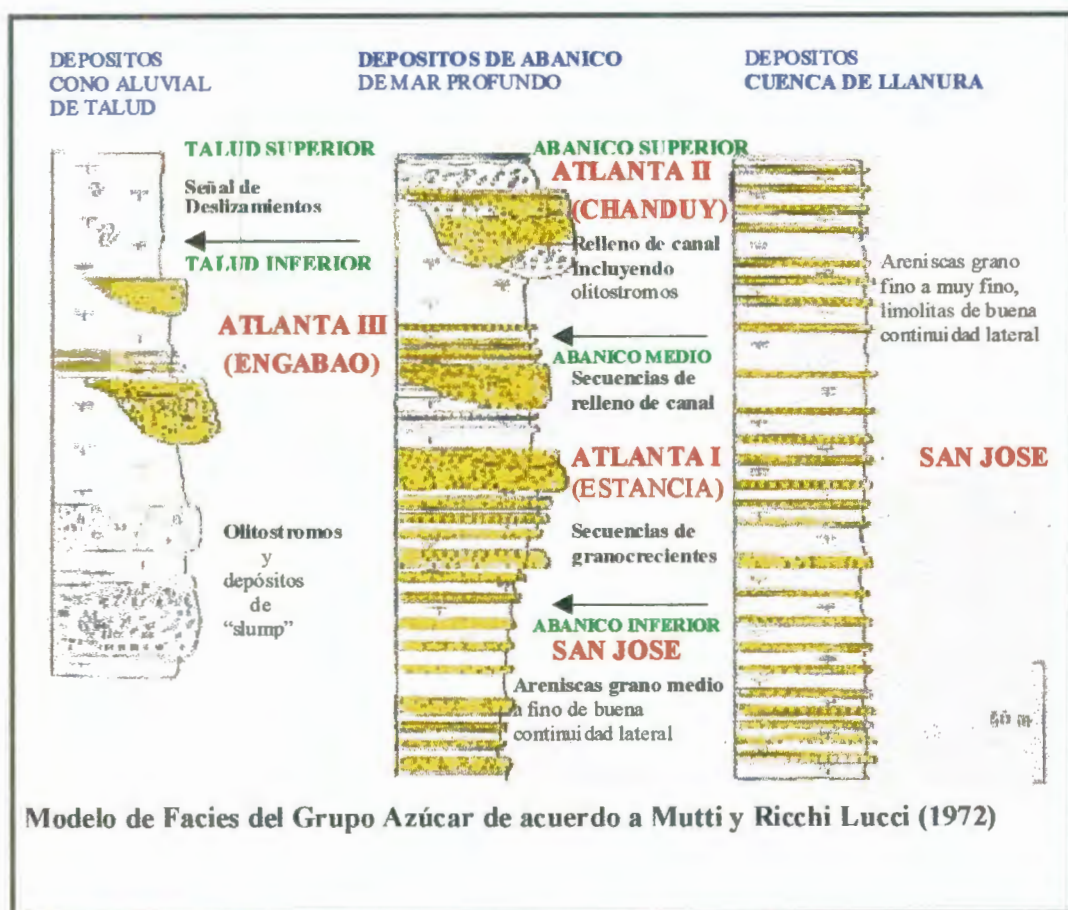 DEPOSITOS
CONO ALUVIAL
DE TALUD
TALUD SUPERIOR
Señal de
Deslizamientos
TALUD INFERIOR
ATLANTA III
(ENGABAO)
Olitostromos
y
depósitos
de
“slump”
DEPOSITOS DE ABANICO
DE MAR PROFUNDO
ABANICO SUPERIOR
ATLANTA II
(CHANDUY)
Relleno de canal
Incluyendo
olitostromos
ABANICO MEDIO
Secuencias de
relleno de canal
ATLANTA I
(ESTANCIA)
Secuencias de
granocrecientes
ABANICO INFERIOR
SAN JOSE
Areniscas grano medio
a fino de buena
continuidad lateral
DEPOSITOS
CUENCA DE LLANURA
Areniscas grano
fino a muy fino,
limolitas de buena
continuidad lateral
SAN JOSE
50 m
Modelo de Facies del Grupo Azúcar de acuerdo a Mutti y Ricchi Lucci (1972)